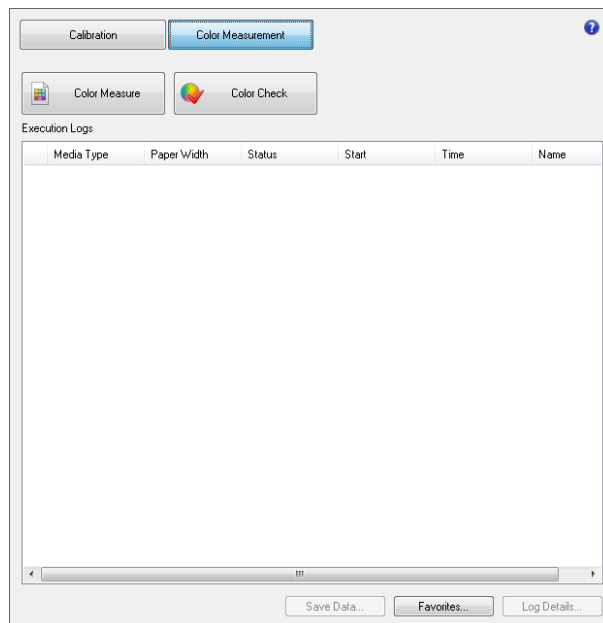 Calibration Color Measurement ?
Color Measure Color Check
Execution Logs
Media Type Paper Width Status Start Time Name
Save Data... Favorites... Log Details...